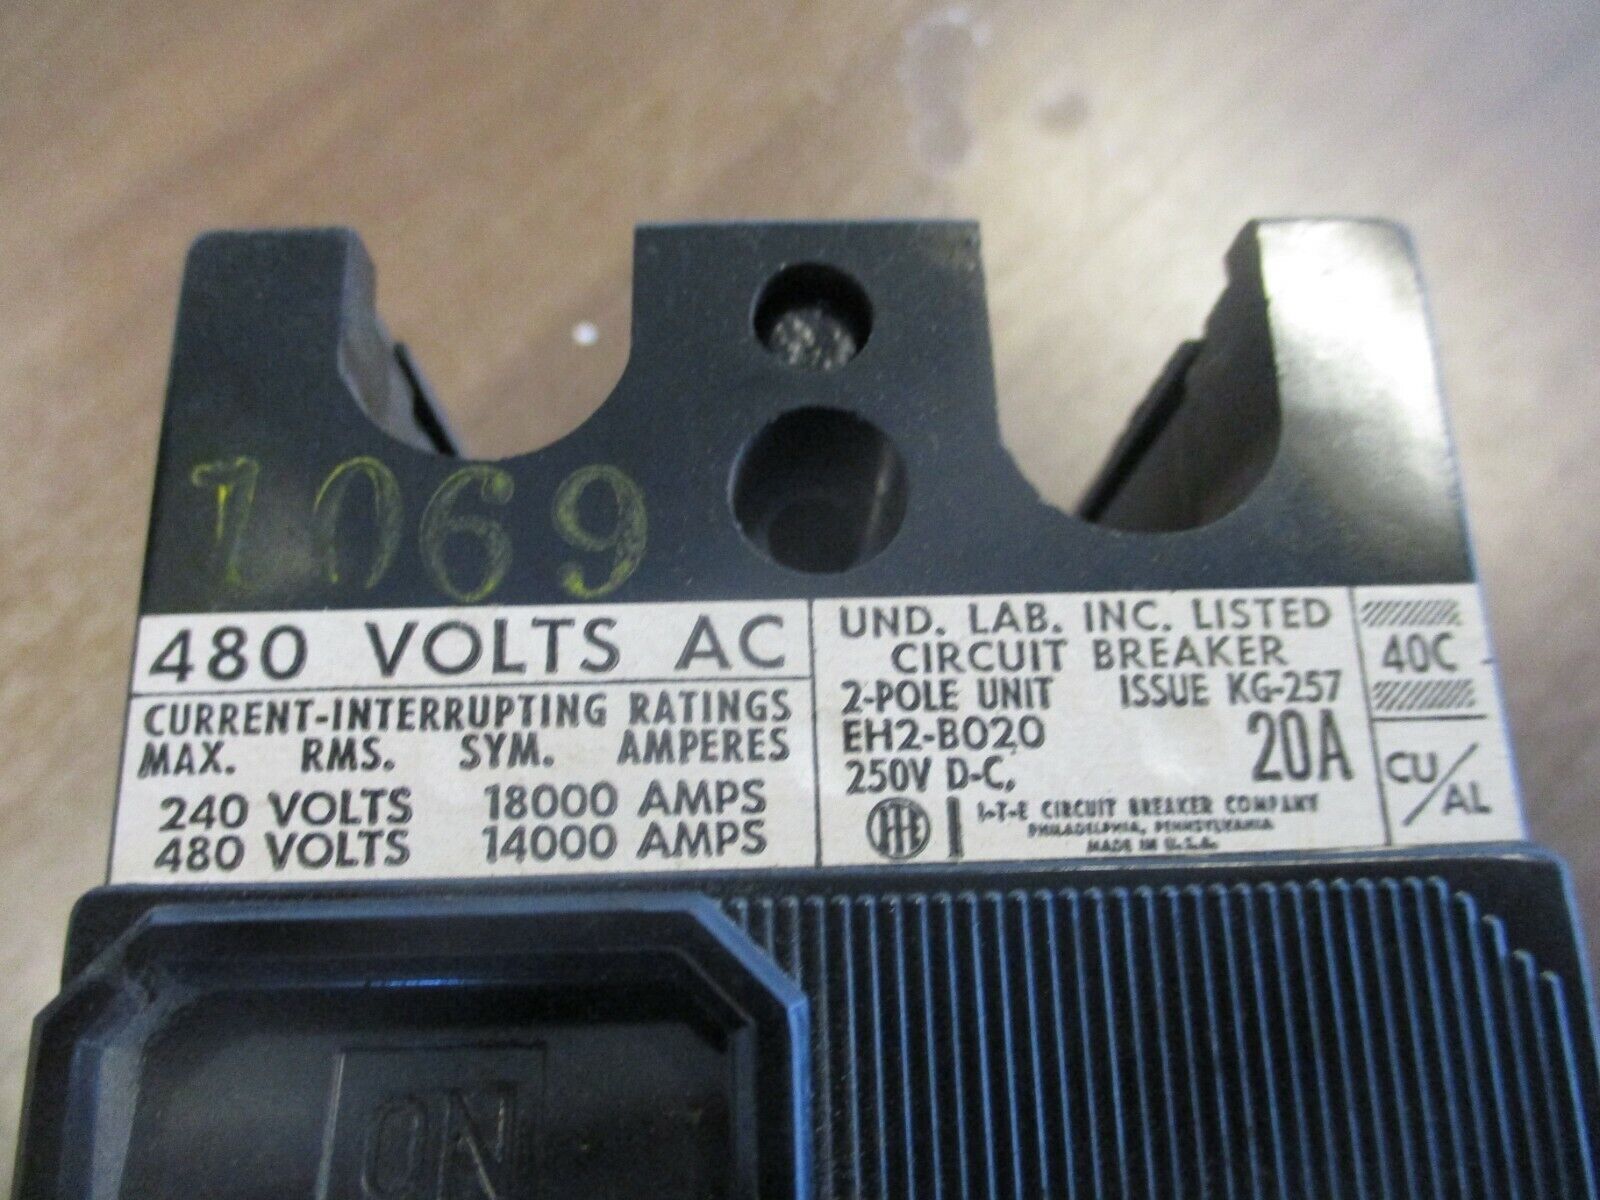 1069
480 VOLTS AC
CURRENT-INTERRUPTING RATINGS
MAX. RMS. SYM. AMPERES
240 VOLTS 18000 AMPS
480 VOLTS 14000 AMPS
UND. LAB. INC. LISTED
CIRCUIT BREAKER
2-POLE UNIT ISSUE KG-257
EH2-B020
250V D-C.
20A
ITE
I-T-E CIRCUIT BREAKER COMPANY
PHILADELPHIA, PENNSYLVANIA
MADE IN U.S.A.
40C
CU/AL
ON